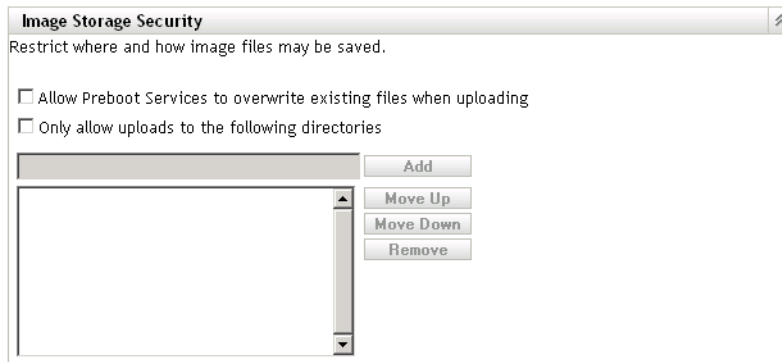 Image Storage Security
Restrict where and how image files may be saved.
Allow Preboot Services to overwrite existing files when uploading
Only allow uploads to the following directories
Add
Move Up
Move Down
Remove